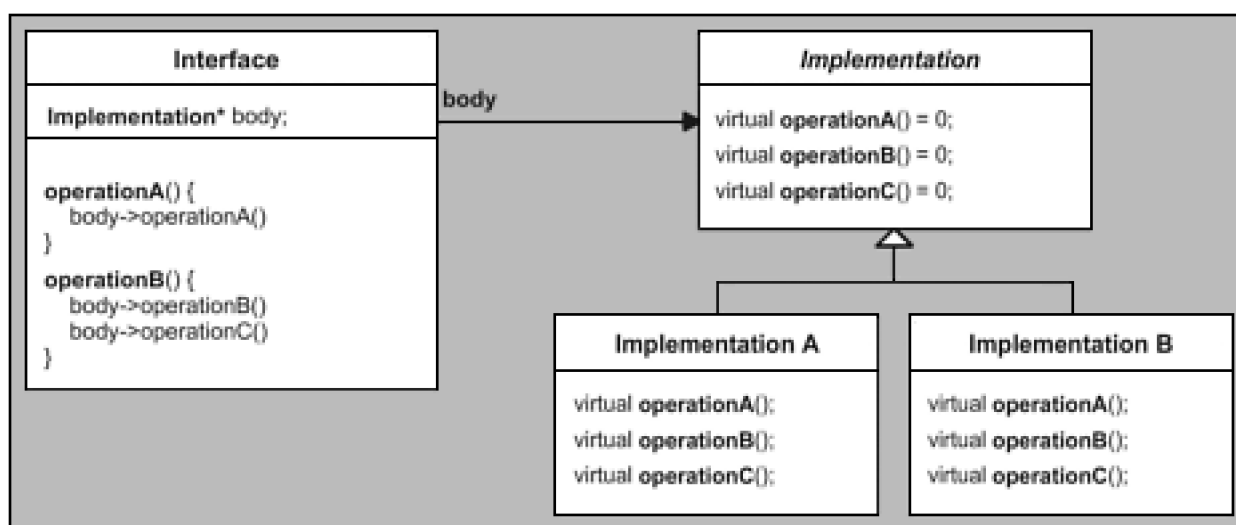 Interface
Implementation* body;
operationA() {
body->operationA()
}
operationB() {
body->operationB()
body->operationC()
}
body
Implementation
virtual operationA() = 0;
virtual operationB() = 0;
virtual operationC() = 0;
Implementation A
virtual operationA();
virtual operationB();
virtual operationC();
Implementation B
virtual operationA();
virtual operationB();
virtual operationC();